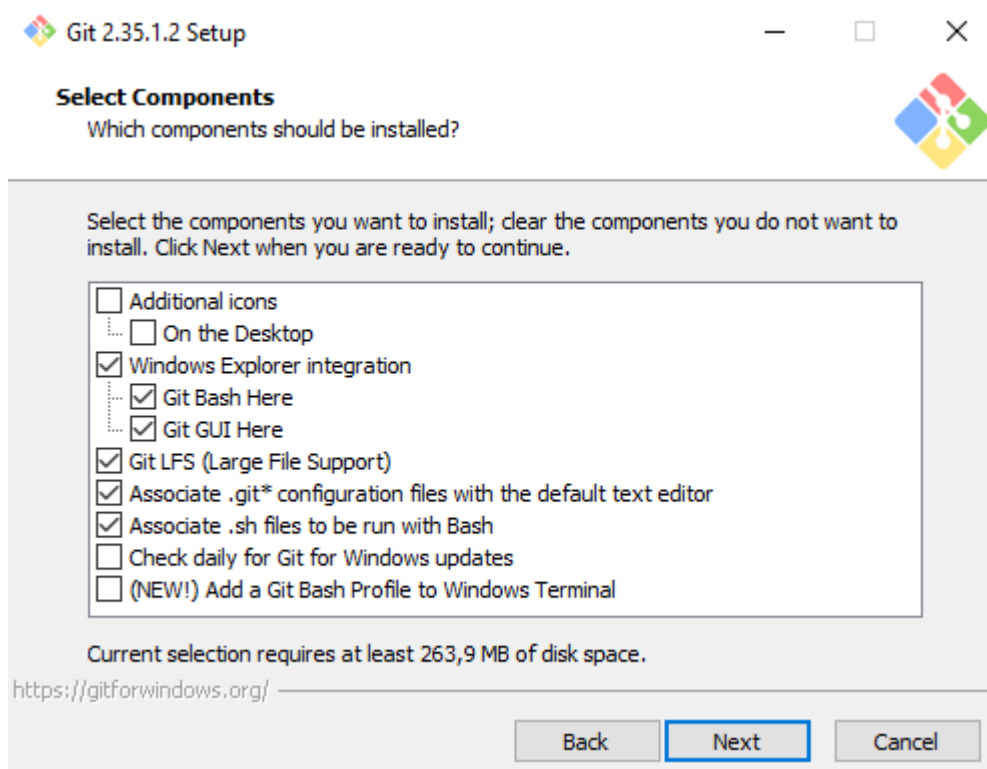 Git 2.35.1.2 Setup
Select Components
Which components should be installed?
Select the components you want to install; clear the components you do not want to
install. Click Next when you are ready to continue.
Additional icons
On the Desktop
Windows Explorer integration
Git Bash Here
Git GUI Here
Git LFS (Large File Support)
Associate .git* configuration files with the default text editor
Associate .sh files to be run with Bash
Check daily for Git for Windows updates
(NEW!) Add a Git Bash Profile to Windows Terminal
Current selection requires at least 263,9 MB of disk space.
https://gitforwindows.org/
Back Next Cancel